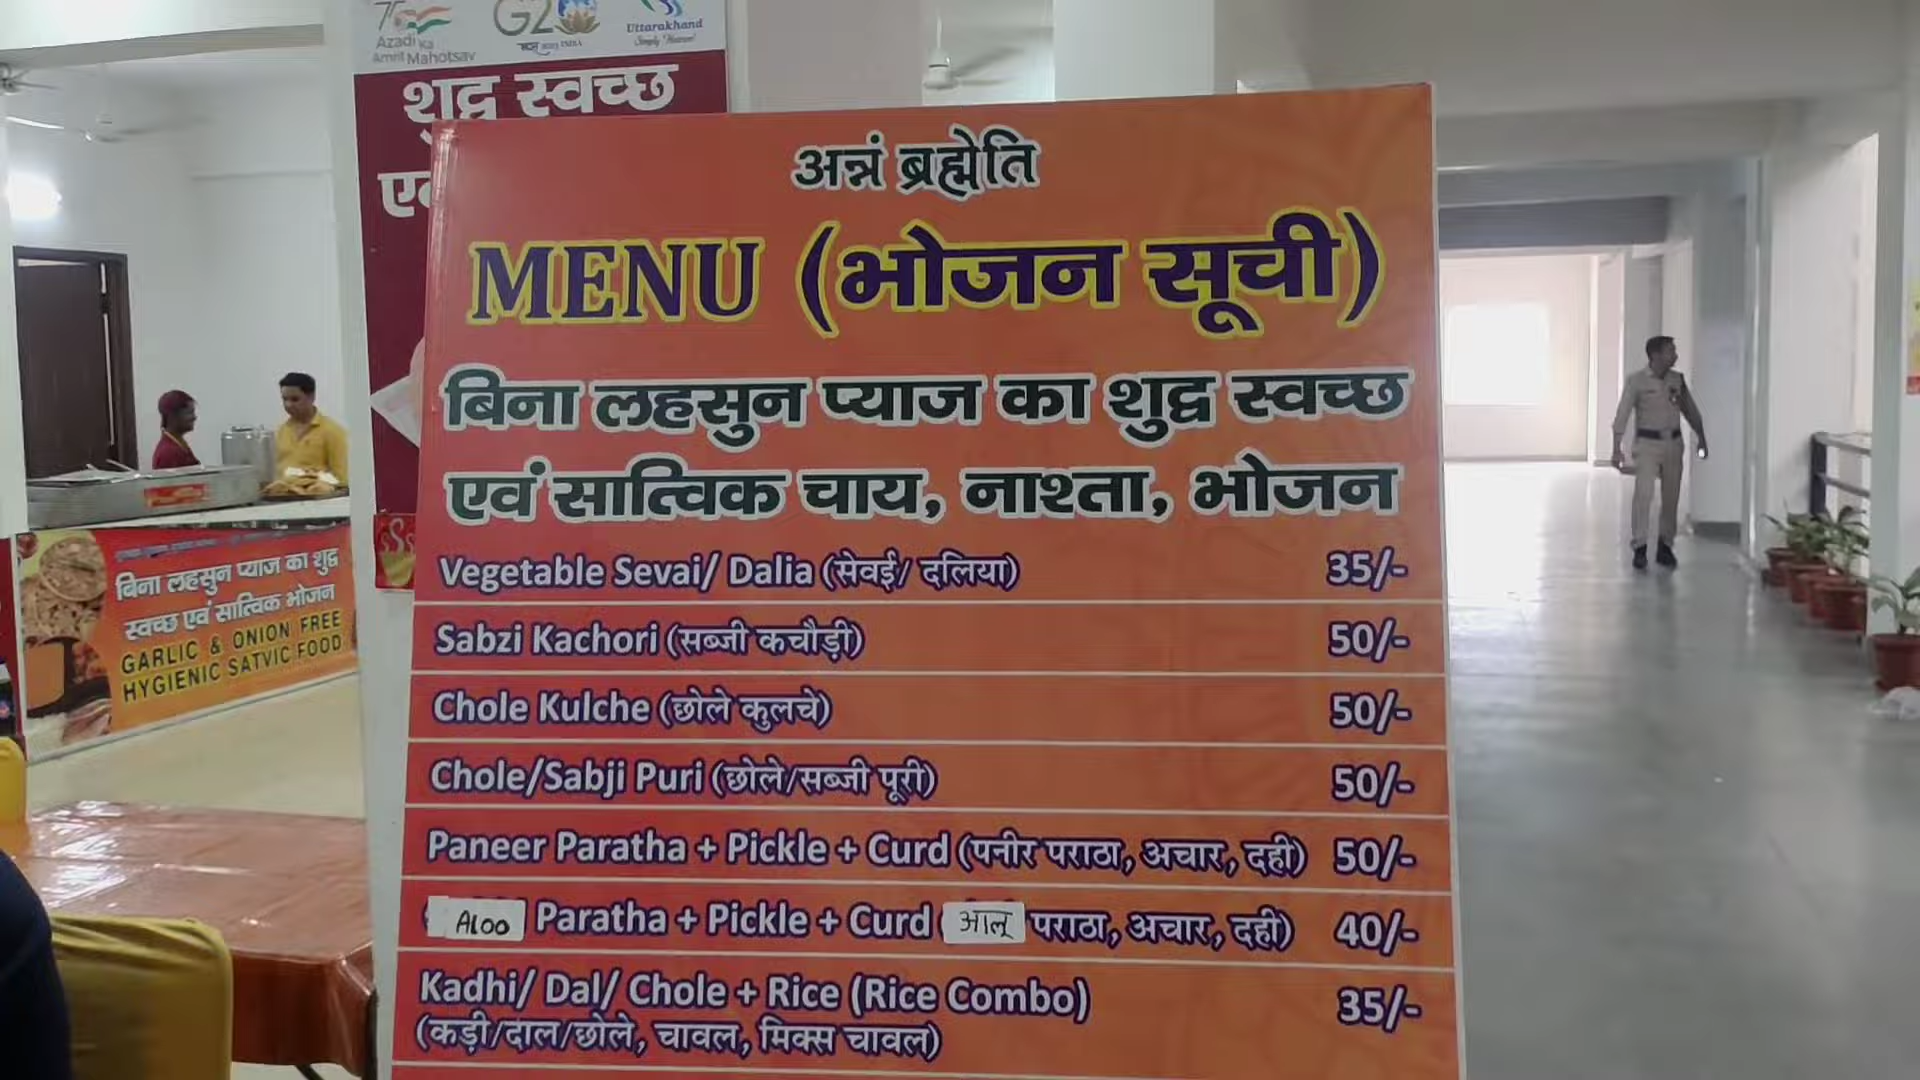 75
Azadi Ka
Amrit Mahotsav
G20
Uttarakhand
Simply Heaven!
शुद्ध स्वच्छ
अन्नं ब्रह्मेति
MENU (भोजन सूची)
बिना लहसुन प्याज का शुद्ध स्वच्छ
एवं सात्विक चाय, नाश्ता, भोजन
Vegetable Sevai/ Dalia (सेवई/ दलिया) 35/-
Sabzi Kachori (सब्जी कचौड़ी) 50/-
Chole Kulche (छोले कुलचे) 50/-
Chole/Sabji Puri (छोले/सब्जी पूरी) 50/-
Paneer Paratha + Pickle + Curd (पनीर पराठा, अचार, दही) 50/-
ALOO Paratha + Pickle + Curd (आलू पराठा, अचार, दही) 40/-
Kadhi/ Dal/ Chole + Rice (Rice Combo) 35/-
(कड़ी/दाल/छोले, चावल, मिक्स चावल)
बिना लहसुन प्याज का शुद्ध
स्वच्छ एवं सात्विक भोजन
GARLIC & ONION FREE
HYGIENIC SATVIC FOOD